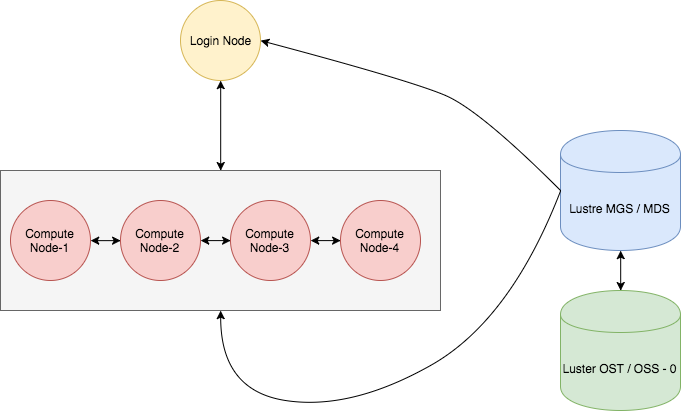 Login Node
Lustre MGS / MDS
Compute
Node-1
Compute
Node-2
Compute
Node-3
Compute
Node-4
Luster OST / OSS - 0